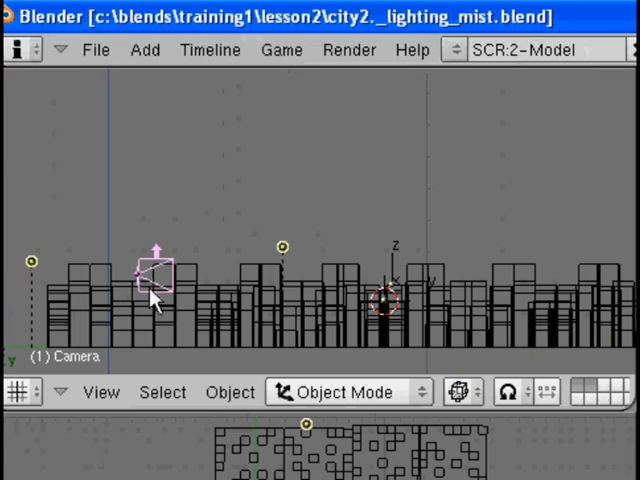 Blender [c:\blends\training1\lesson2\city2._lighting_mist.blend]
File Add Timeline Game Render Help SCR:2-Model
z
x y
y
(1) Camera
View Select Object Object Mode